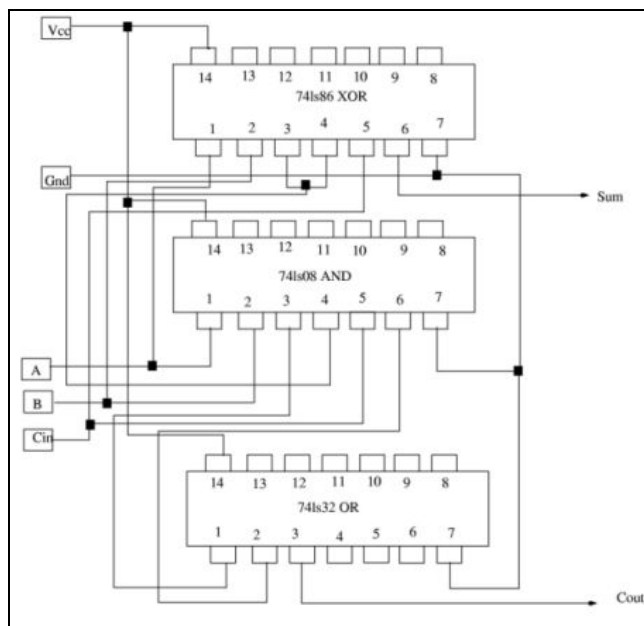 Vcc
14 13 12 11 10 9 8
74ls86 XOR
1 2 3 4 5 6 7
Gnd
Sum
14 13 12 11 10 9 8
74ls08 AND
1 2 3 4 5 6 7
A
B
Cin
14 13 12 11 10 9 8
74ls32 OR
1 2 3 4 5 6 7
Cout